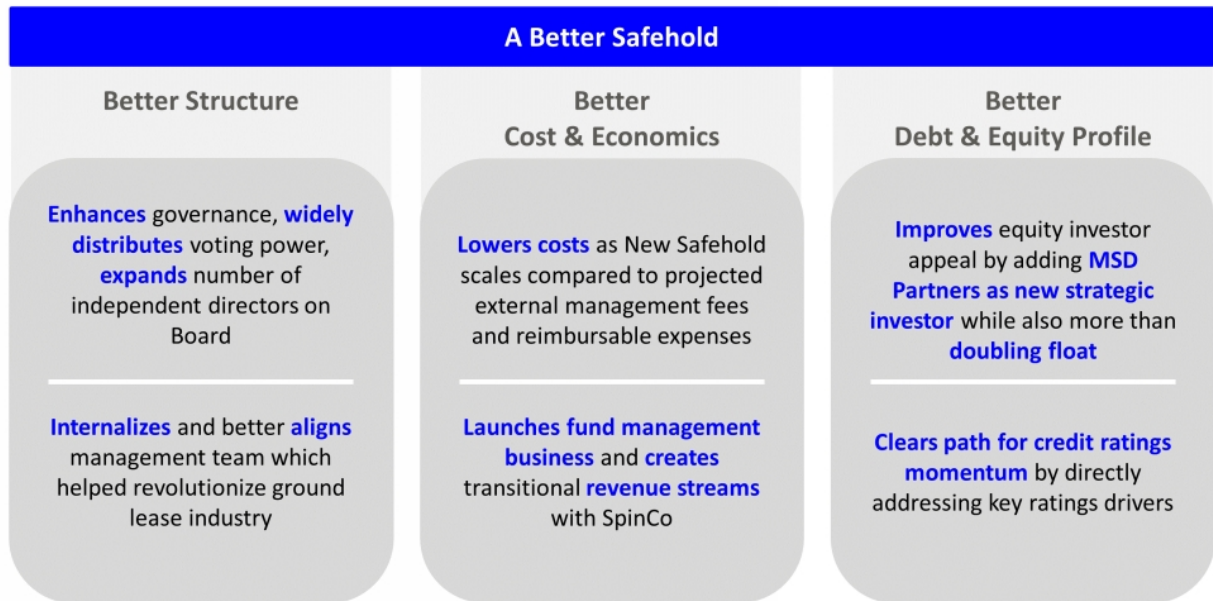 A Better Safehold
Better Structure
Enhances governance, widely
distributes voting power,
expands number of
independent directors on
Board
Internalizes and better aligns
management team which
helped revolutionize ground
lease industry
Better
Cost & Economics
Lowers costs as New Safehold
scales compared to projected
external management fees
and reimbursable expenses
Launches fund management
business and creates
transitional revenue streams
with SpinCo
Better
Debt & Equity Profile
Improves equity investor
appeal by adding MSD
Partners as new strategic
investor while also more than
doubling float
Clears path for credit ratings
momentum by directly
addressing key ratings drivers